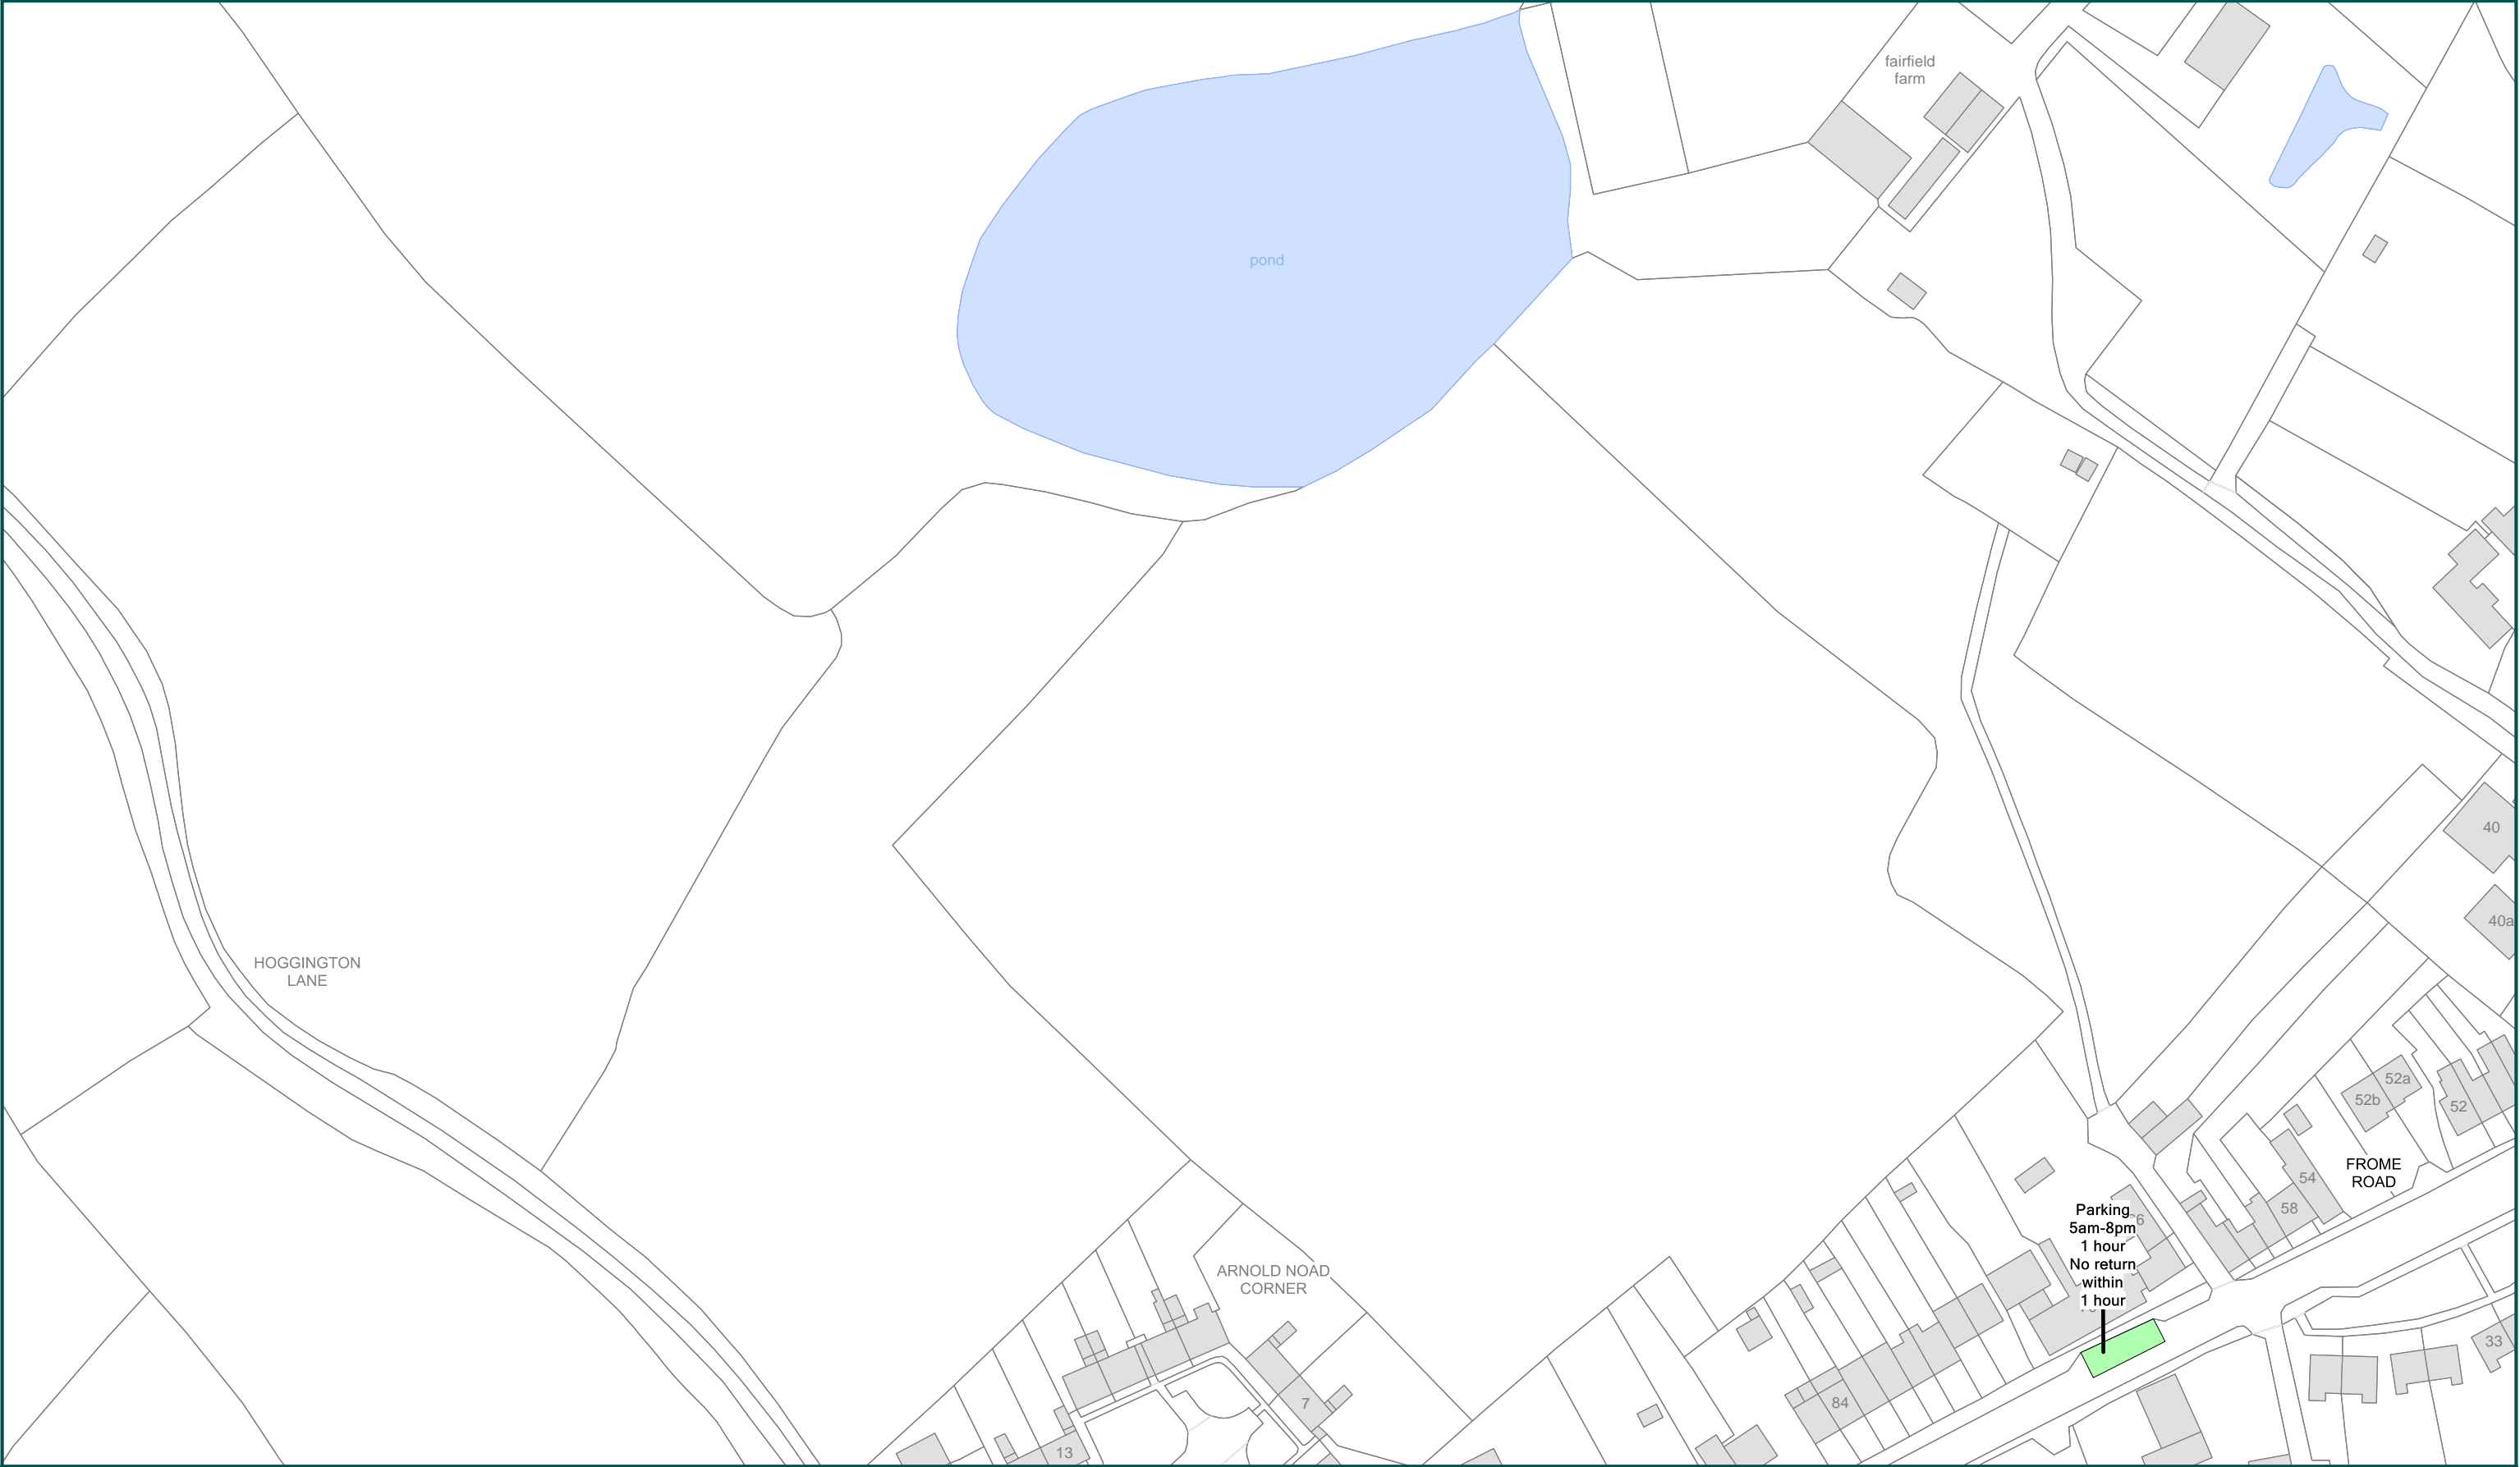 fairfield
farm
pond
40
40a
HOGGINGTON
LANE
52a
52b
52
FROME
ROAD
54
58
Parking
5am-8pm
1 hour
No return
within
1 hour
ARNOLD NOAD
CORNER
33
7
84
13